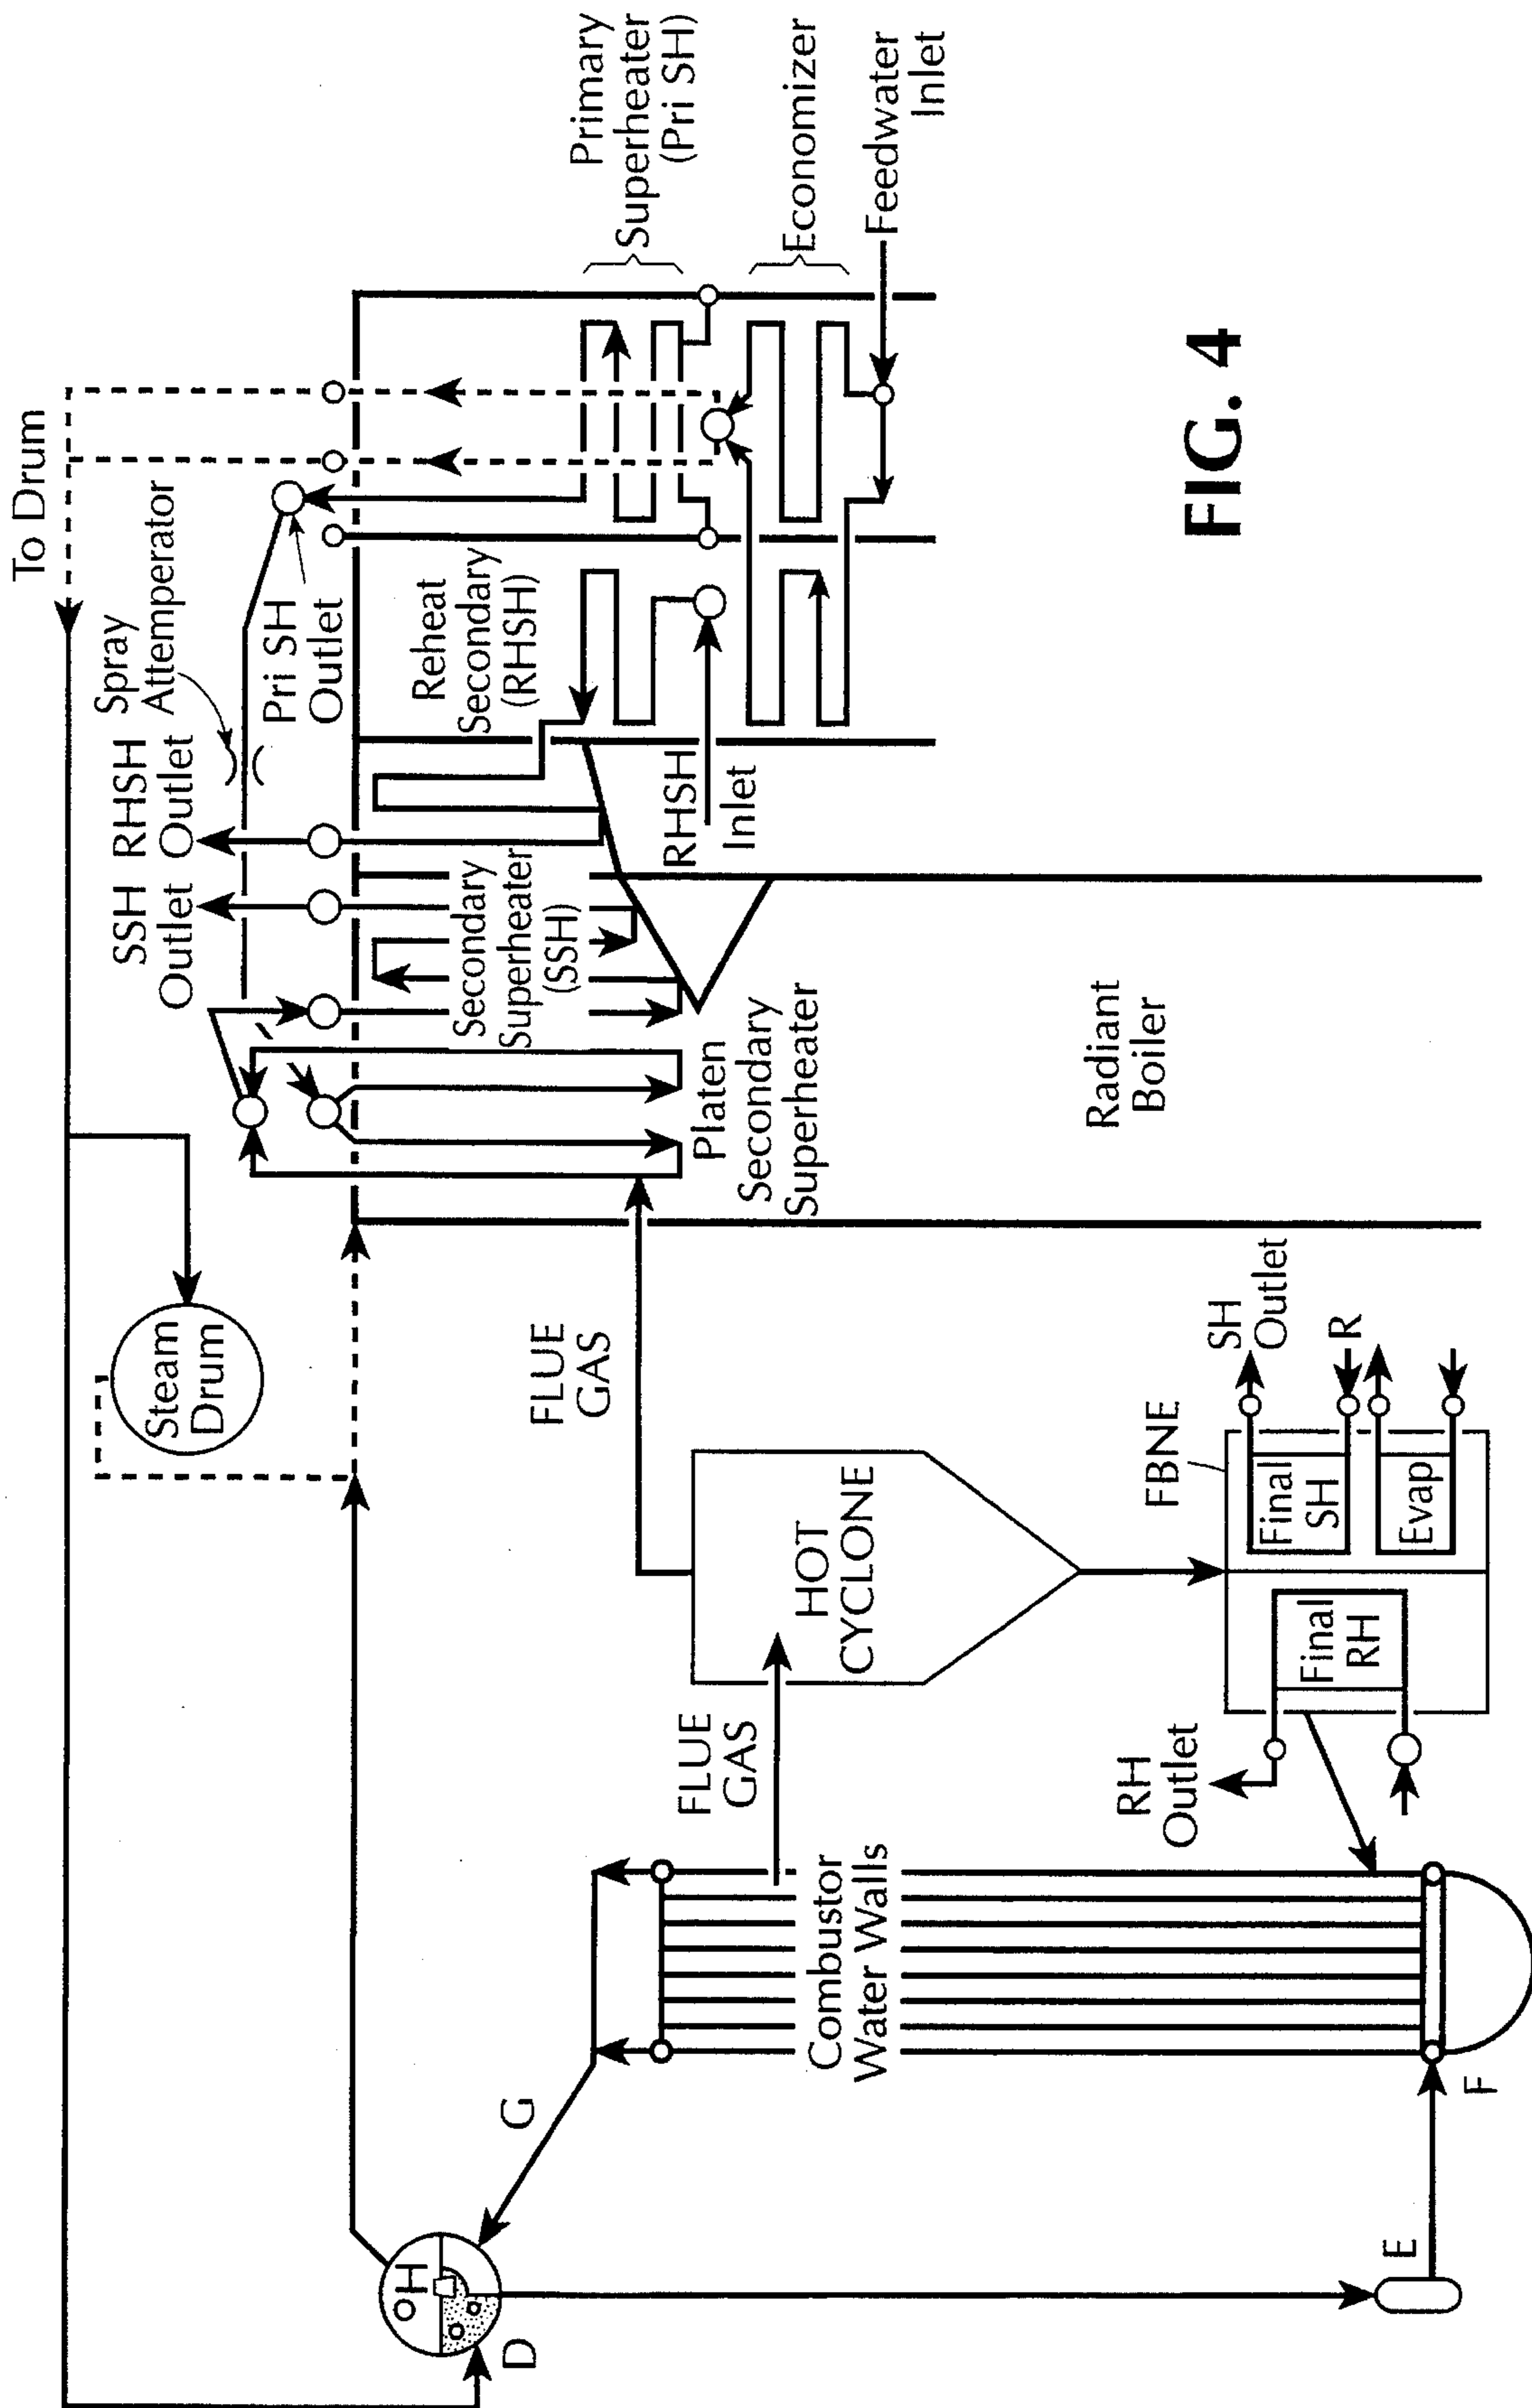 To Drum
Spray
Attemperator
SSH
Outlet
RHSH
Outlet
Pri SH
Outlet
Primary
Superheater
(Pri SH)
Economizer
Feedwater
Inlet
Reheat
Secondary
(RHSH)
RHSH
Inlet
Secondary
Superheater
(SSH)
Platen
Secondary
Superheater
Radiant
Boiler
Steam
Drum
FLUE
GAS
HOT
CYCLONE
FLUE
GAS
FBNE
SH
Outlet
R
Final
SH
Evap
Final
RH
RH
Outlet
Combustor
Water Walls
G
H
D
E
F
FIG. 4